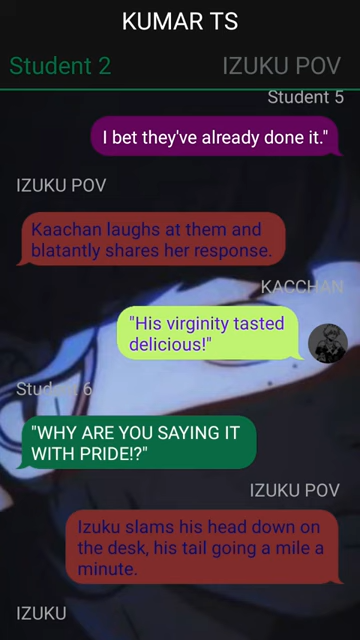 KUMAR TS
Student 2
IZUKU POV
Student 5
I bet they've already done it."
IZUKU POV
Kaachan laughs at them and
blatantly shares her response.
KACCHAN
"His virginity tasted
delicious!"
Student 6
"WHY ARE YOU SAYING IT
WITH PRIDE!?"
IZUKU POV
Izuku slams his head down on
the desk, his tail going a mile a
minute.
IZUKU